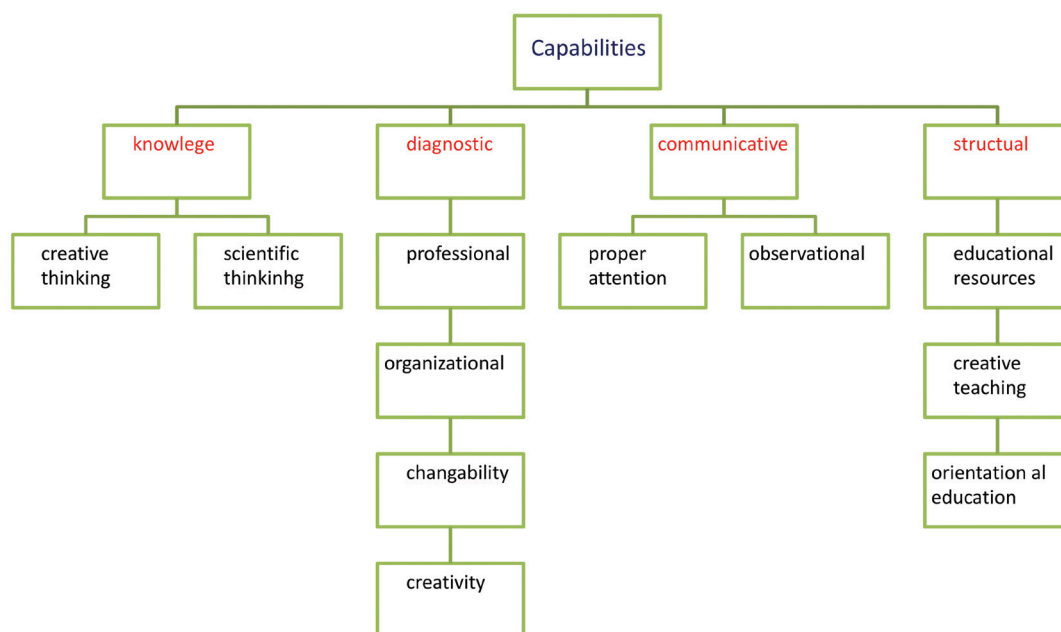 Capabilities
knowlege
diagnostic
communicative
structual
creative
thinking
scientific
thinkinhg
professional
proper
attention
observational
educational
resources
organizational
creative
teaching
changability
orientation al
education
creativity